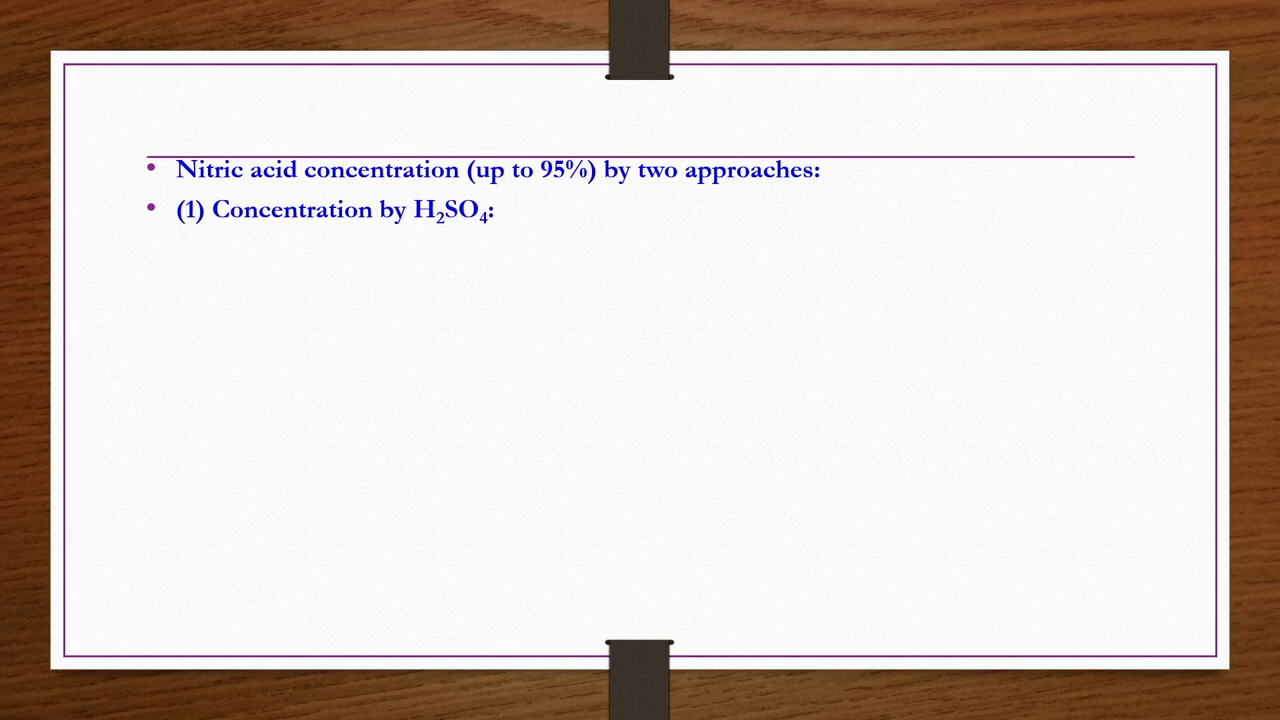 • Nitric acid concentration (up to 95%) by two approaches:
• (1) Concentration by H₂SO₄: